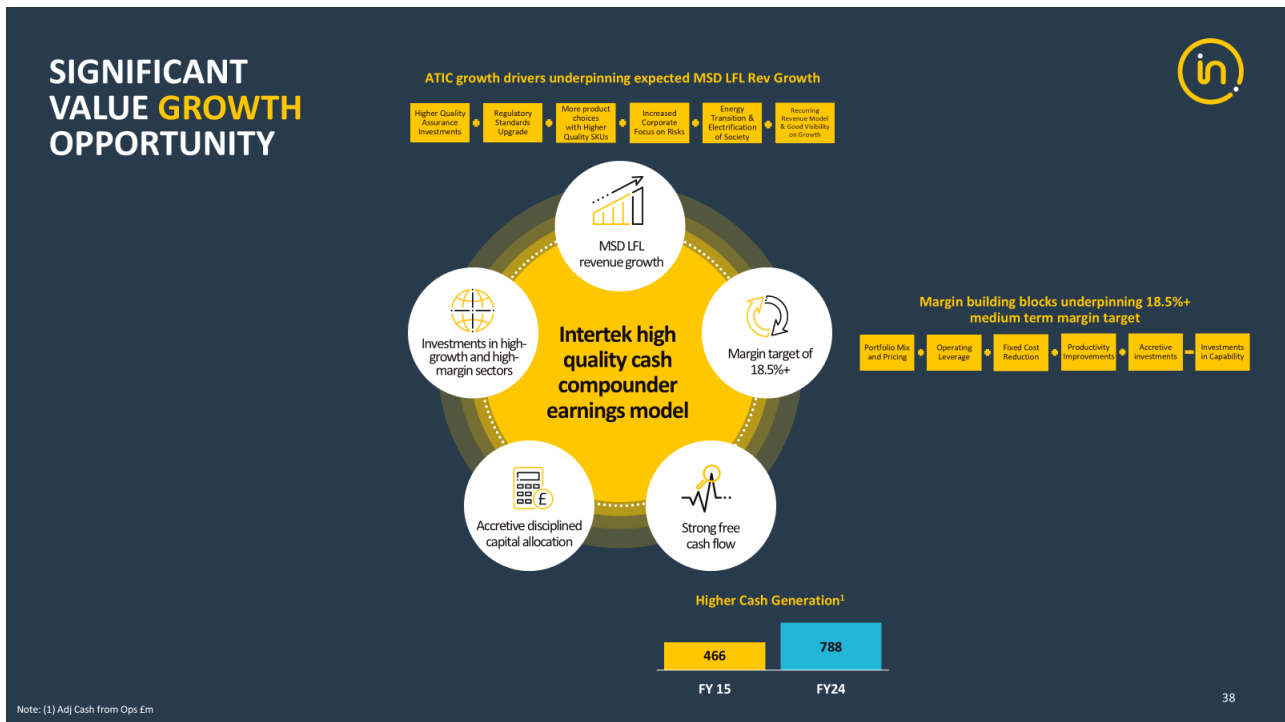 SIGNIFICANT
VALUE GROWTH
OPPORTUNITY
in
ATIC growth drivers underpinning expected MSD LFL Rev Growth
Higher Quality
Assurance
Investments
Regulatory
Standards
Upgrade
More product
choices
with Higher
Quality SKUs
Increased
Corporate
Focus on Risks
Energy
Transition &
Electrification
of Society
Recurring
Revenue Model
& Good Visibility
on Growth
MSD LFL
revenue growth
Investments in high-
growth and high-
margin sectors
Intertek high
quality cash
compounder
earnings model
Margin target of
18.5%+
Margin building blocks underpinning 18.5%+
medium term margin target
Portfolio Mix
and Pricing
Operating
Leverage
Fixed Cost
Reduction
Productivity
Improvements
Accretive
investments
Investments
in Capability
£
Accretive disciplined
capital allocation
Strong free
cash flow
Higher Cash Generation¹
466
788
FY 15
FY24
Note: (1) Adj Cash from Ops £m
38